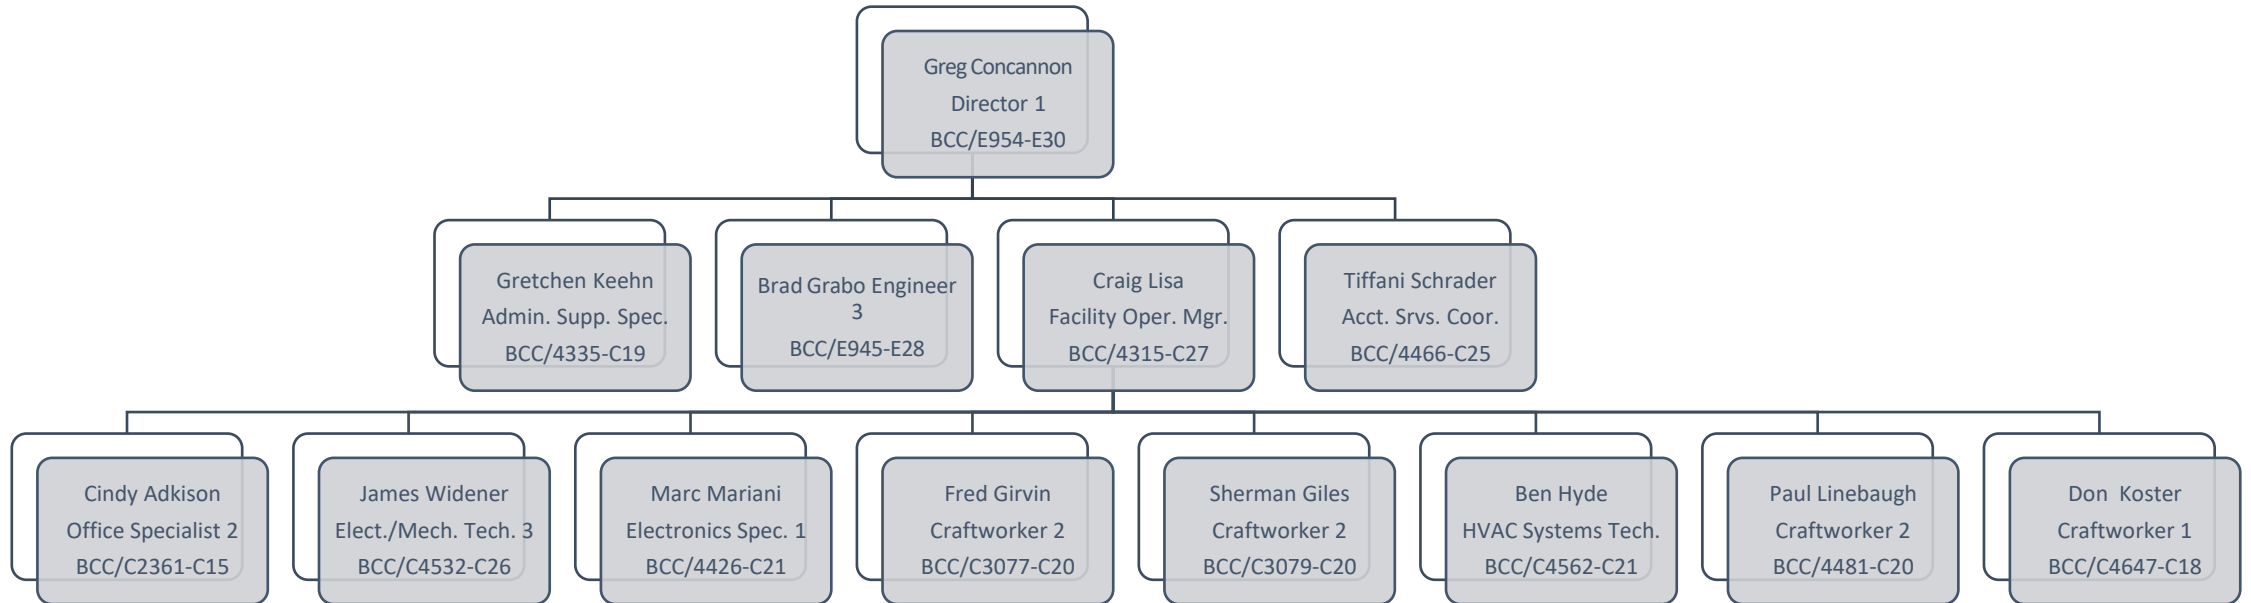 Greg Concannon
Director 1
BCC/E954-E30
Gretchen Keehn
Admin. Supp. Spec.
BCC/4335-C19
Brad Grabo Engineer
3
BCC/E945-E28
Craig Lisa
Facility Oper. Mgr.
BCC/4315-C27
Tiffani Schrader
Acct. Srvs. Coor.
BCC/4466-C25
Cindy Adkison
Office Specialist 2
BCC/C2361-C15
James Widener
Elect./Mech. Tech. 3
BCC/C4532-C26
Marc Mariani
Electronics Spec. 1
BCC/4426-C21
Fred Girvin
Craftworker 2
BCC/C3077-C20
Sherman Giles
Craftworker 2
BCC/C3079-C20
Ben Hyde
HVAC Systems Tech.
BCC/C4562-C21
Paul Linebaugh
Craftworker 2
BCC/4481-C20
Don Koster
Craftworker 1
BCC/C4647-C18